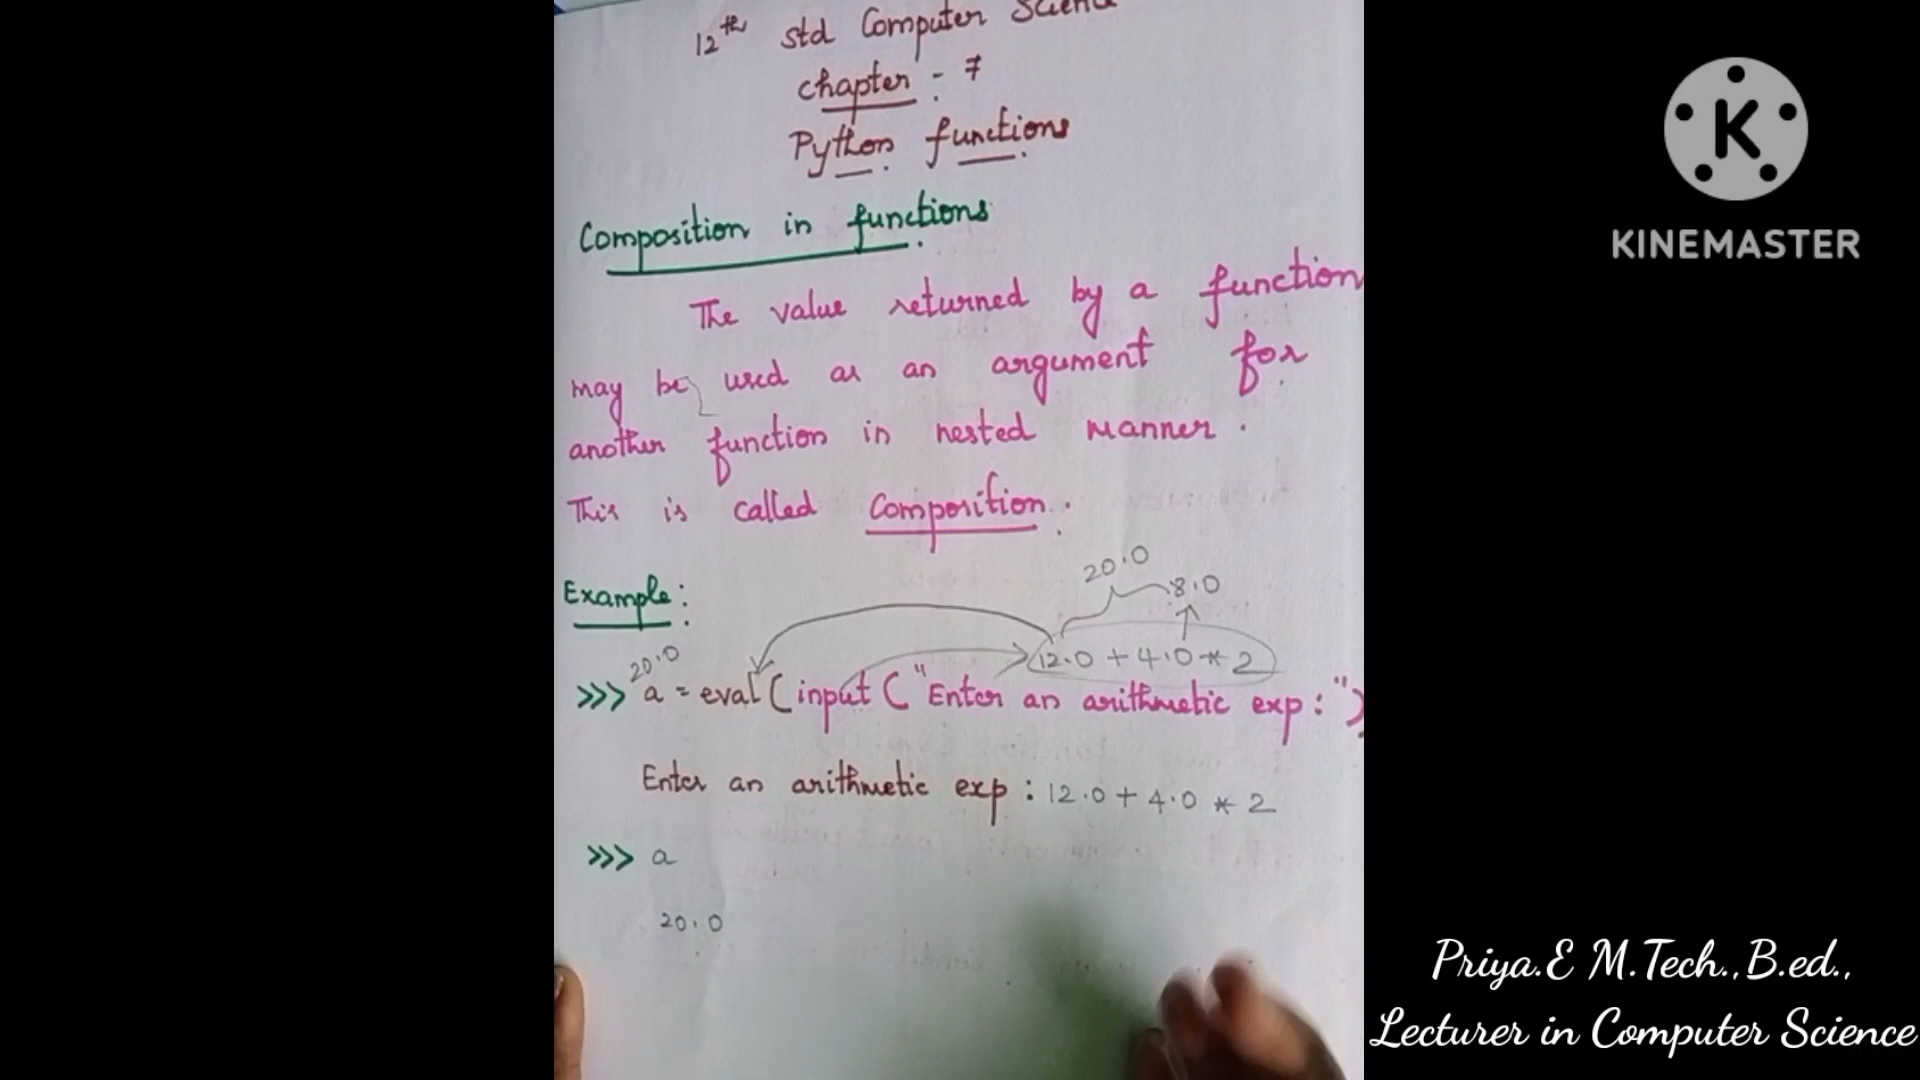 12th std Computer
chapter : 7
Python functions
Composition in functions
The value returned by a function
may be used as an argument for
another function in nested manner.
This is called Composition.
20.0
8.0
Example:
20.0
12.0 + 4.0 * 2
>>> a = eval(input("Enter an arithmetic exp:")
Enter an arithmetic exp : 12.0 + 4.0 * 2
>>> a
20.0
K
KINEMASTER
Priya.E M.Tech.,B.ed.,
Lecturer in Computer Science